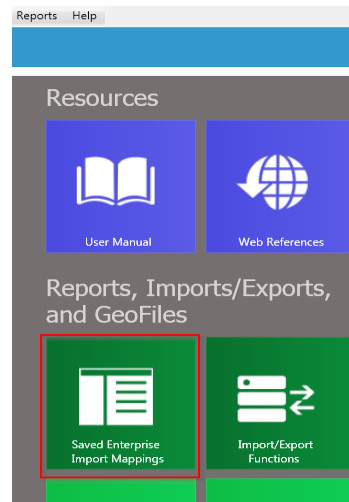 Reports Help
Resources
User Manual
Web References
Reports, Imports/Exports,
and GeoFiles
Saved Enterprise
Import Mappings
Import/Export
Functions